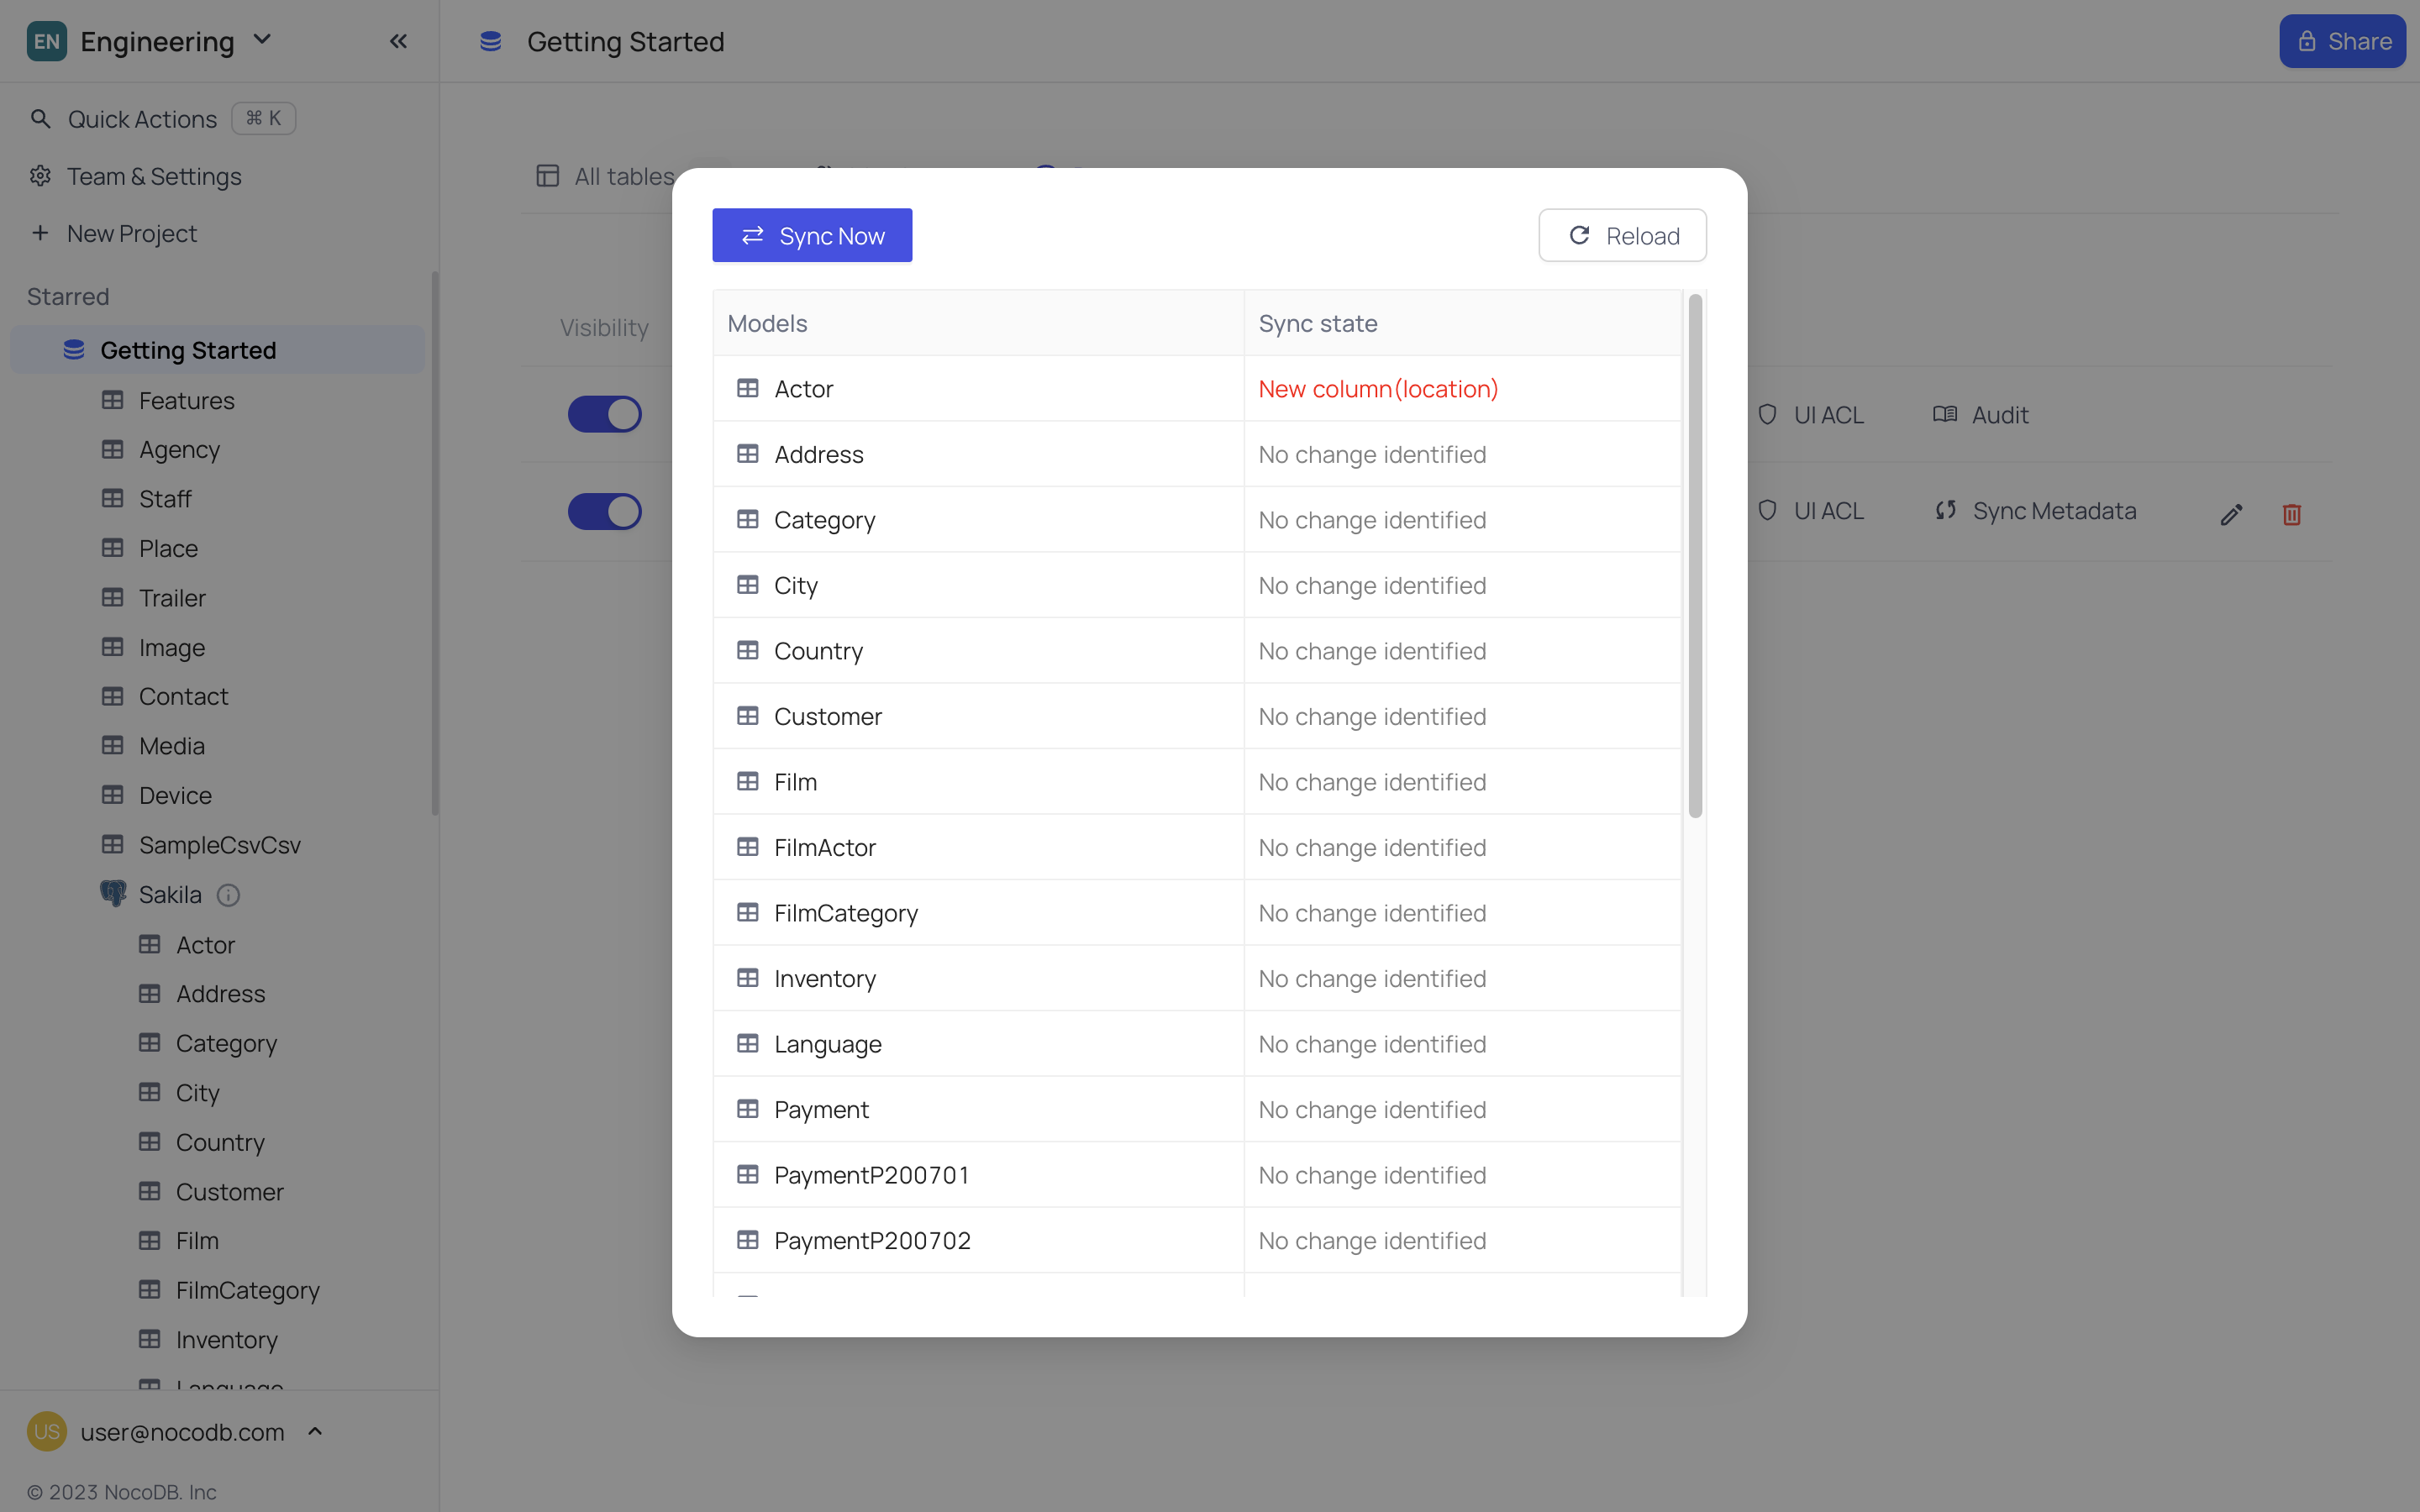 EN Engineering
Quick Actions ⌘ K
Team & Settings
New Project
Starred
Getting Started
Features
Agency
Staff
Place
Trailer
Image
Contact
Media
Device
SampleCsvCsv
Sakila
Actor
Address
Category
City
Country
Customer
Film
FilmCategory
Inventory
Language
US user@nocodb.com
© 2023 NocoDB. Inc
Getting Started
Share
All tables
Visibility
UI ACL Audit
UI ACL Sync Metadata
Sync Now Reload
Models Sync state
Actor New column(location)
Address No change identified
Category No change identified
City No change identified
Country No change identified
Customer No change identified
Film No change identified
FilmActor No change identified
FilmCategory No change identified
Inventory No change identified
Language No change identified
Payment No change identified
PaymentP200701 No change identified
PaymentP200702 No change identified